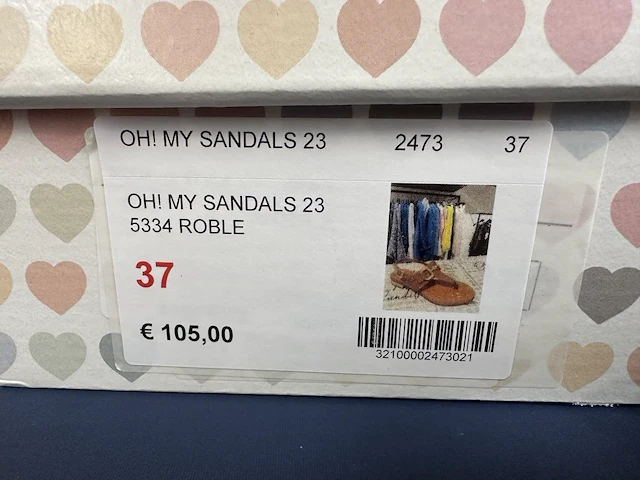 OH! MY SANDALS 23 2473 37
OH! MY SANDALS 23
5334 ROBLE
37
€ 105,00
32100002473021